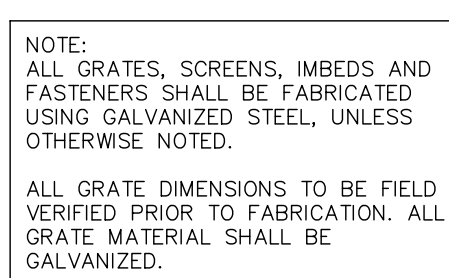 NOTE:
ALL GRATES, SCREENS, IMBEDS AND
FASTENERS SHALL BE FABRICATED
USING GALVANIZED STEEL, UNLESS
OTHERWISE NOTED.
ALL GRATE DIMENSIONS TO BE FIELD
VERIFIED PRIOR TO FABRICATION. ALL
GRATE MATERIAL SHALL BE
GALVANIZED.